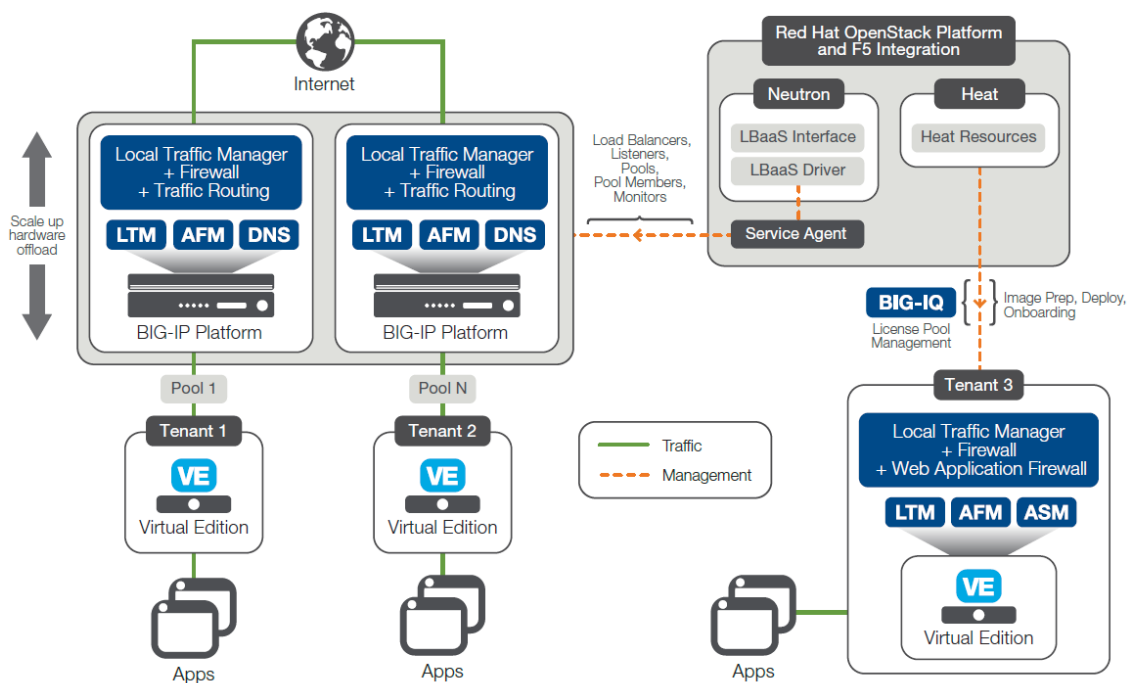 Internet
Scale up
hardware
offload
Local Traffic Manager
+ Firewall
+ Traffic Routing
LTM AFM DNS
BIG-IP Platform
Local Traffic Manager
+ Firewall
+ Traffic Routing
LTM AFM DNS
BIG-IP Platform
Pool 1
Tenant 1
VE
Virtual Edition
Apps
Pool N
Tenant 2
VE
Virtual Edition
Apps
Traffic
Management
Load Balancers,
Listeners,
Pools,
Pool Members,
Monitors
Red Hat OpenStack Platform
and F5 Integration
Neutron
LBaaS Interface
LBaaS Driver
Service Agent
Heat
Heat Resources
BIG-IQ
License Pool
Management
Image Prep, Deploy,
Onboarding
Tenant 3
Local Traffic Manager
+ Firewall
+ Web Application Firewall
LTM AFM ASM
VE
Virtual Edition
Apps